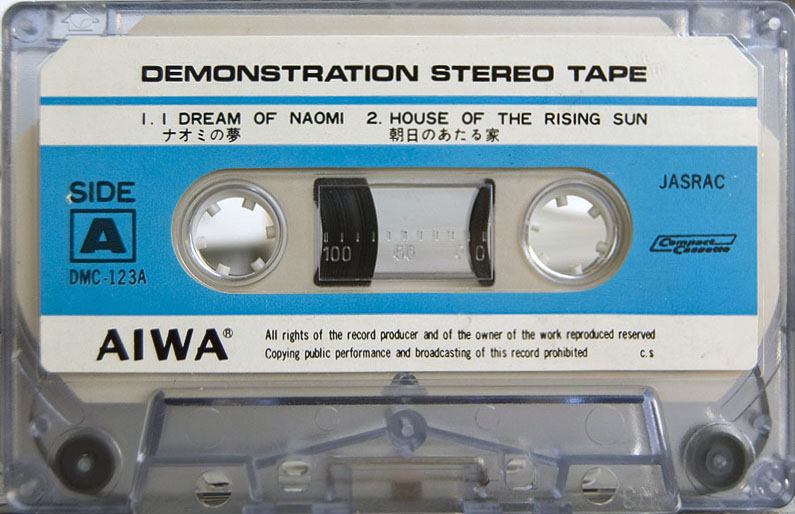 DEMONSTRATION STEREO TAPE
1. I DREAM OF NAOMI 2. HOUSE OF THE RISING SUN
ナオミの夢 朝日のあたる家
SIDE
A
DMC-123A
JASRAC
Compact
Cassette
100 50 0
AIWA®
All rights of the record producer and of the owner of the work reproduced reserved
Copying public performance and broadcasting of this record prohibited c.s